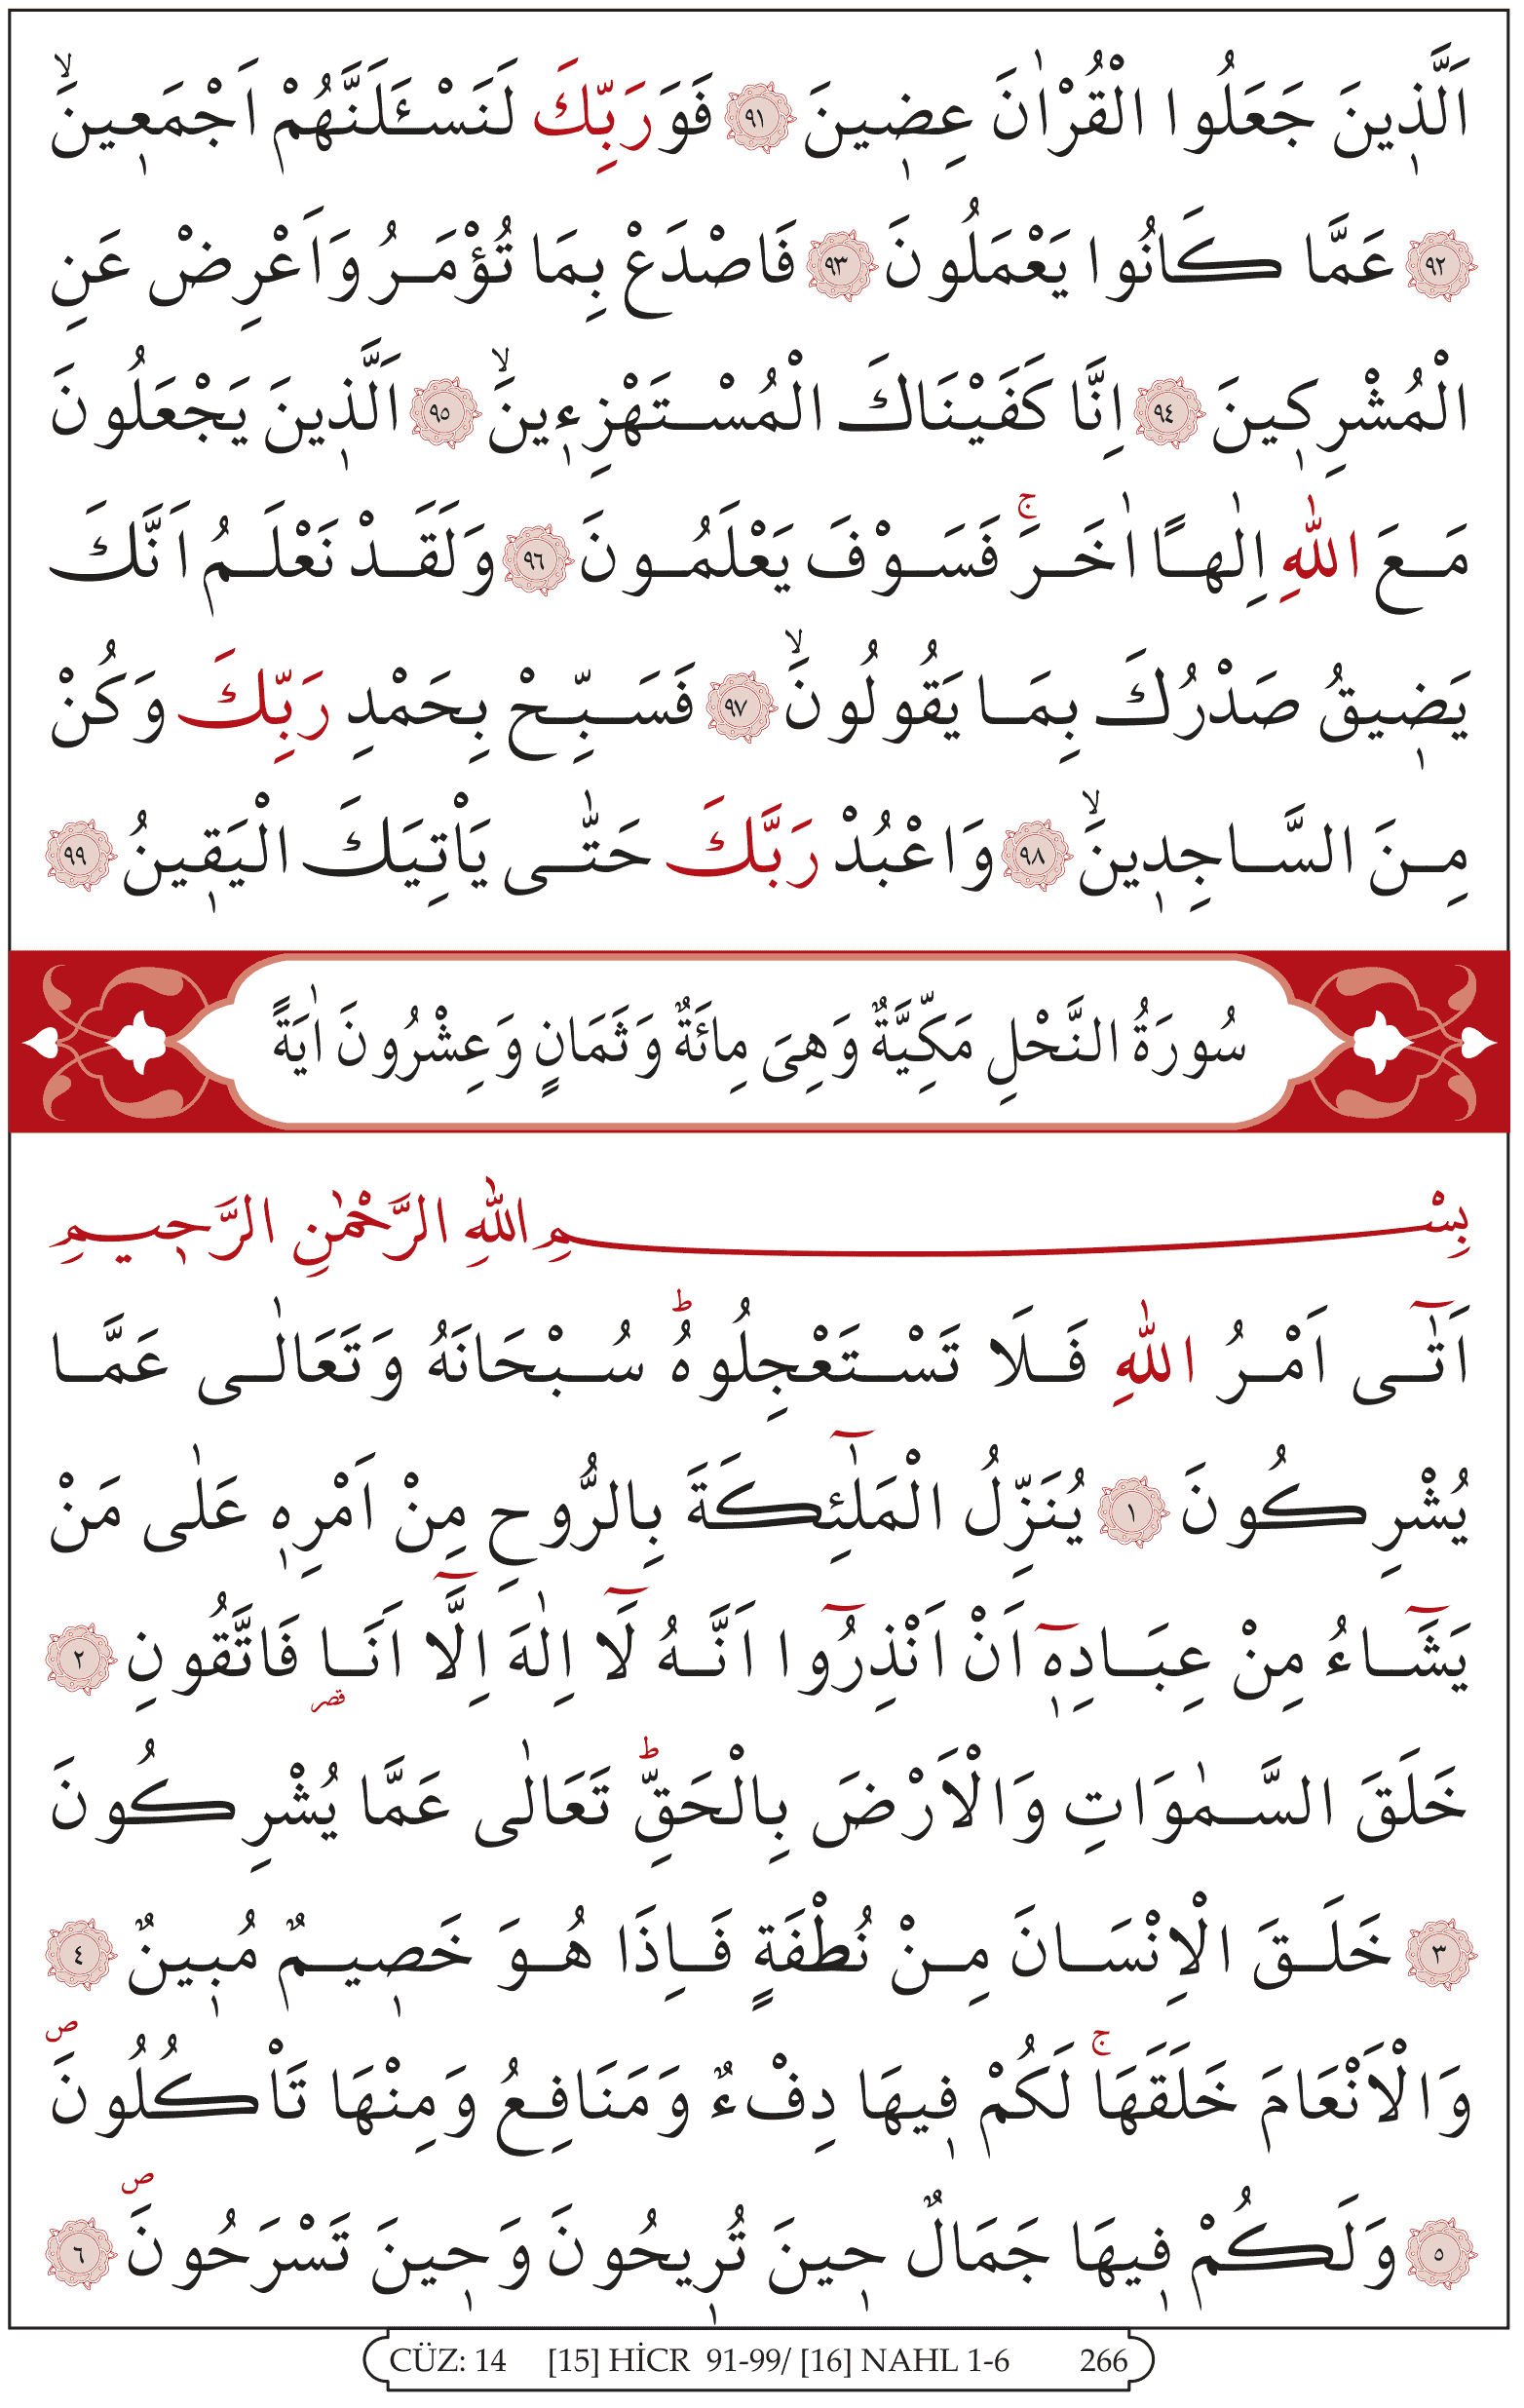 اَلَّذ۪ينَ جَعَلُوا الْقُرْاٰنَ عِض۪ينَ ﴿٩١﴾ فَوَرَبِّكَ لَنَسْـَٔلَنَّهُمْ اَجْمَع۪ينَۙ
﴿٩٢﴾ عَمَّا كَانُوا يَعْمَلُونَ ﴿٩٣﴾ فَاصْدَعْ بِمَا تُؤْمَرُ وَاَعْرِضْ عَنِ
الْمُشْرِك۪ينَ ﴿٩٤﴾ اِنَّا كَفَيْنَاكَ الْمُسْتَهْزِء۪ينَۙ ﴿٩٥﴾ اَلَّذ۪ينَ يَجْعَلُونَ
مَعَ اللّٰهِ اِلٰهًا اٰخَرَۚ فَسَوْفَ يَعْلَمُونَ ﴿٩٦﴾ وَلَقَدْ نَعْلَمُ اَنَّكَ
يَض۪يقُ صَدْرُكَ بِمَا يَقُولُونَۙ ﴿٩٧﴾ فَسَبِّحْ بِحَمْدِ رَبِّكَ وَكُنْ
مِنَ السَّاجِد۪ينَۙ ﴿٩٨﴾ وَاعْبُدْ رَبَّكَ حَتّٰى يَاْتِيَكَ الْيَق۪ينُ ﴿٩٩﴾
سُورَةُ النَّحْلِ مَكِّيَّةٌ وَهِىَ مِائَةٌ وَثَمَانٍ وَعِشْرُونَ اٰيَةً
بِسْمِ اللّٰهِ الرَّحْمٰنِ الرَّح۪يمِ
اَتٰٓى اَمْرُ اللّٰهِ فَلَا تَسْتَعْجِلُوهُۜ سُبْحَانَهُ وَتَعَالٰى عَمَّا
يُشْرِكُونَ ﴿١﴾ يُنَزِّلُ الْمَلٰٓئِكَةَ بِالرُّوحِ مِنْ اَمْرِه۪ عَلٰى مَنْ
يَشَٓاءُ مِنْ عِبَادِه۪ٓ اَنْ اَنْذِرُٓوا اَنَّهُ لَٓا اِلٰهَ اِلَّٓا اَنَا۬ فَاتَّقُونِ ﴿٢﴾
قصر
خَلَقَ السَّمٰوَاتِ وَالْاَرْضَ بِالْحَقِّۜ تَعَالٰى عَمَّا يُشْرِكُونَ
﴿٣﴾ خَلَقَ الْاِنْسَانَ مِنْ نُطْفَةٍ فَاِذَا هُوَ خَص۪يمٌ مُب۪ينٌ ﴿٤﴾
وَالْاَنْعَامَ خَلَقَهَاۚ لَكُمْ ف۪يهَا دِفْءٌ وَمَنَافِعُ وَمِنْهَا تَاْكُلُونَۖ
﴿٥﴾ وَلَكُمْ ف۪يهَا جَمَالٌ ح۪ينَ تُر۪يحُونَ وَح۪ينَ تَسْرَحُونَۖ ﴿٦﴾
CÜZ: 14 [15] HİCR 91-99/ [16] NAHL 1-6 266